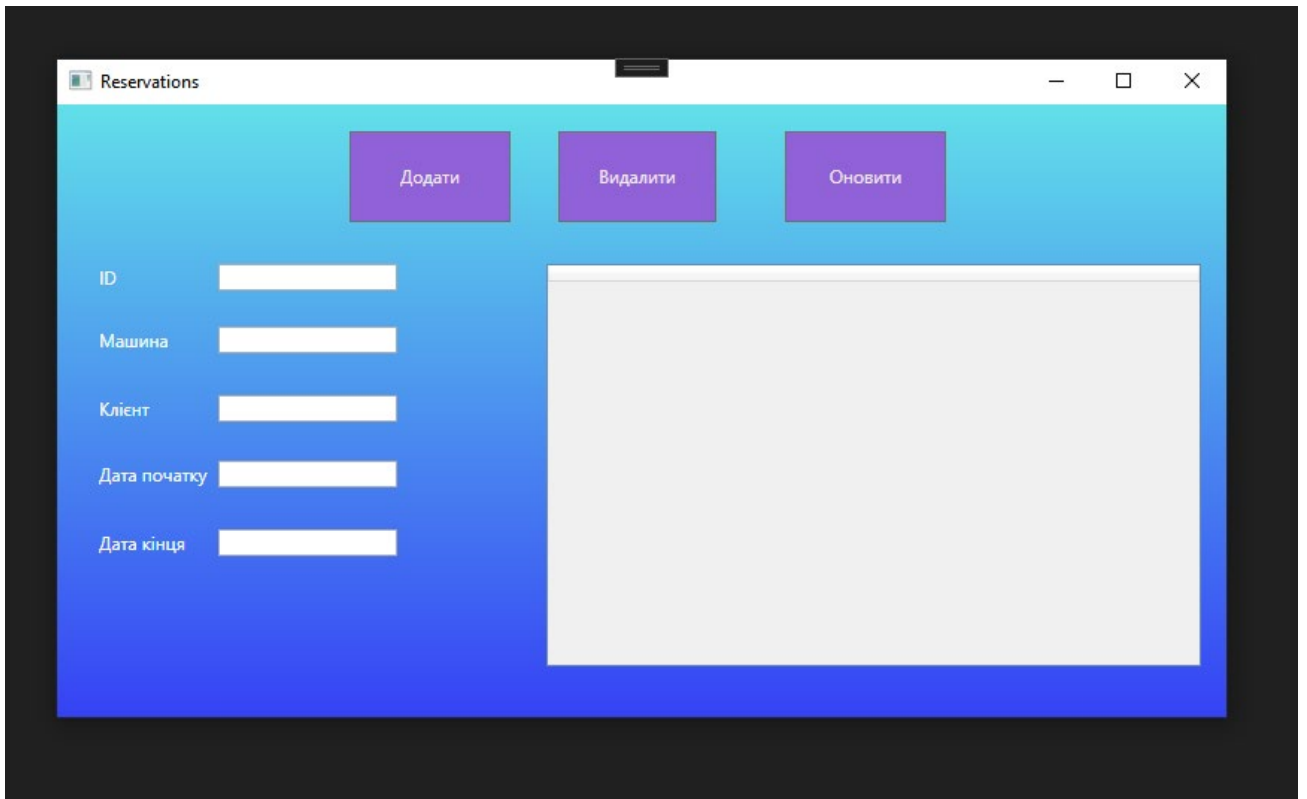 Reservations
Додати Видалити Оновити
ID
Машина
Клієнт
Дата початку
Дата кінця